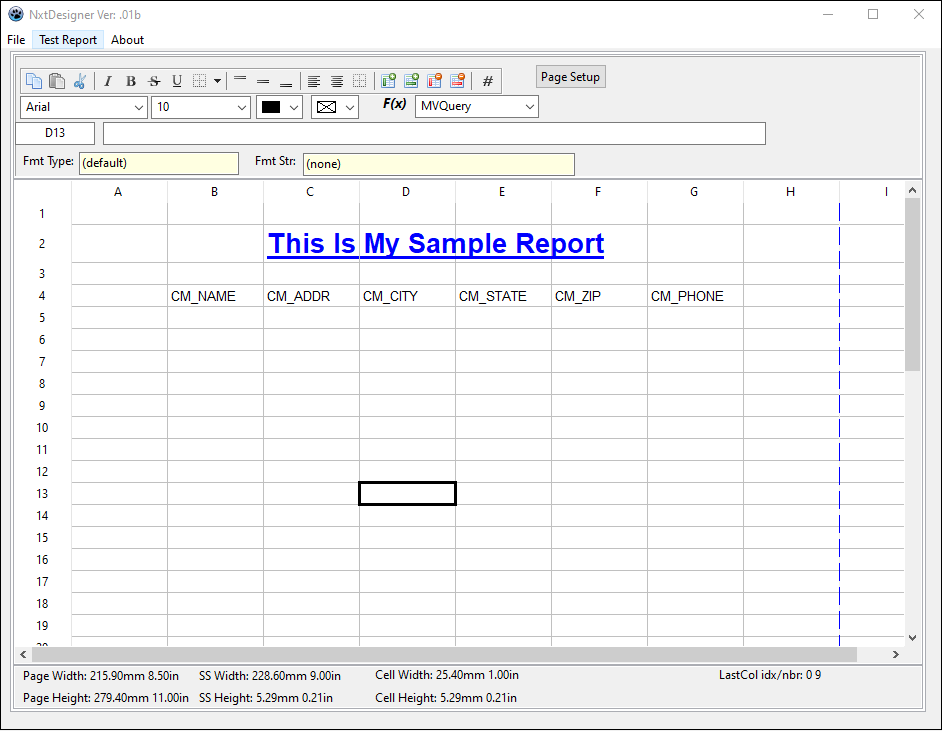 NxtDesigner Ver: .01b
File Test Report About
I B S U # Page Setup
Arial 10 F(x) MVQuery
D13
Fmt Type: (default) Fmt Str: (none)
A B C D E F G H I
1
2 This Is My Sample Report
3
4 CM_NAME CM_ADDR CM_CITY CM_STATE CM_ZIP CM_PHONE
5
6
7
8
9
10
11
12
13
14
15
16
17
18
19
20
Page Width: 215.90mm 8.50in SS Width: 228.60mm 9.00in Cell Width: 25.40mm 1.00in LastCol idx/nbr: 0 9
Page Height: 279.40mm 11.00in SS Height: 5.29mm 0.21in Cell Height: 5.29mm 0.21in